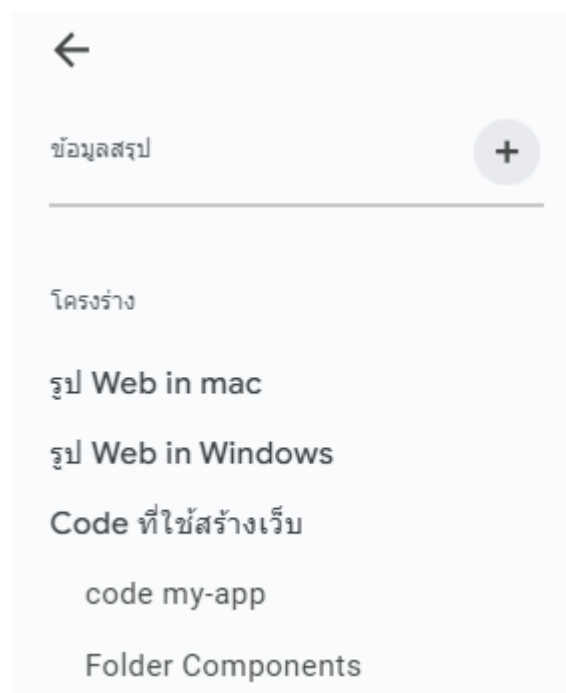 ข้อมูลสรุป
โครงร่าง
รูป Web in mac
รูป Web in Windows
Code ที่ใช้สร้างเว็บ
code my-app
Folder Components